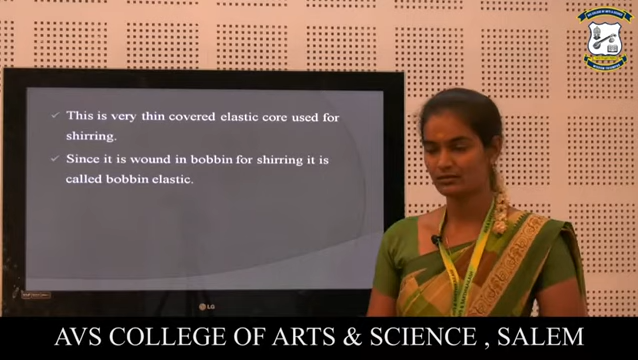 ✓ This is very thin covered elastic core used for
shirring.
✓ Since it is wound in bobbin for shirring it is
called bobbin elastic.
LG
AVS COLLEGE OF ARTS & SCIENCE , SALEM